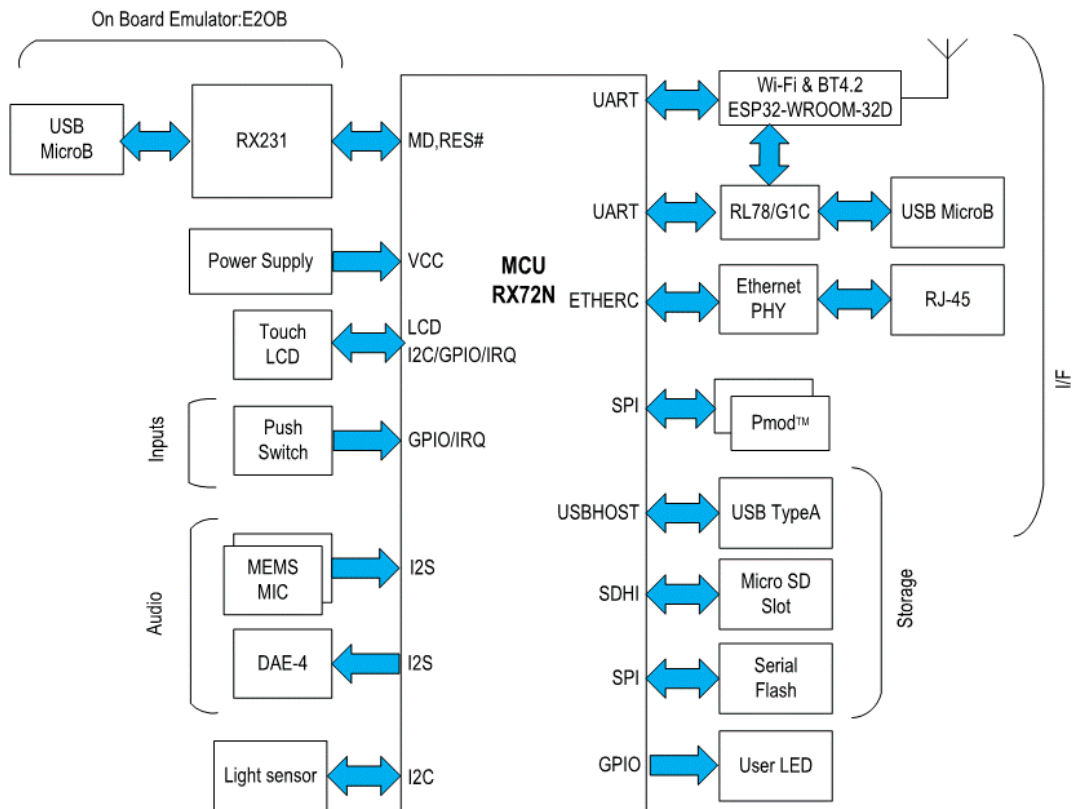 On Board Emulator:E2OB
USB
MicroB
RX231
MD,RES#
Power Supply
VCC
Touch
LCD
LCD
I2C/GPIO/IRQ
Inputs
Push
Switch
GPIO/IRQ
Audio
MEMS
MIC
I2S
DAE-4
I2S
Light sensor
I2C
MCU
RX72N
UART
Wi-Fi & BT4.2
ESP32-WROOM-32D
UART
RL78/G1C
USB MicroB
ETHERC
Ethernet
PHY
RJ-45
I/F
SPI
Pmod™
USBHOST
USB TypeA
SDHI
Micro SD
Slot
Storage
SPI
Serial
Flash
GPIO
User LED